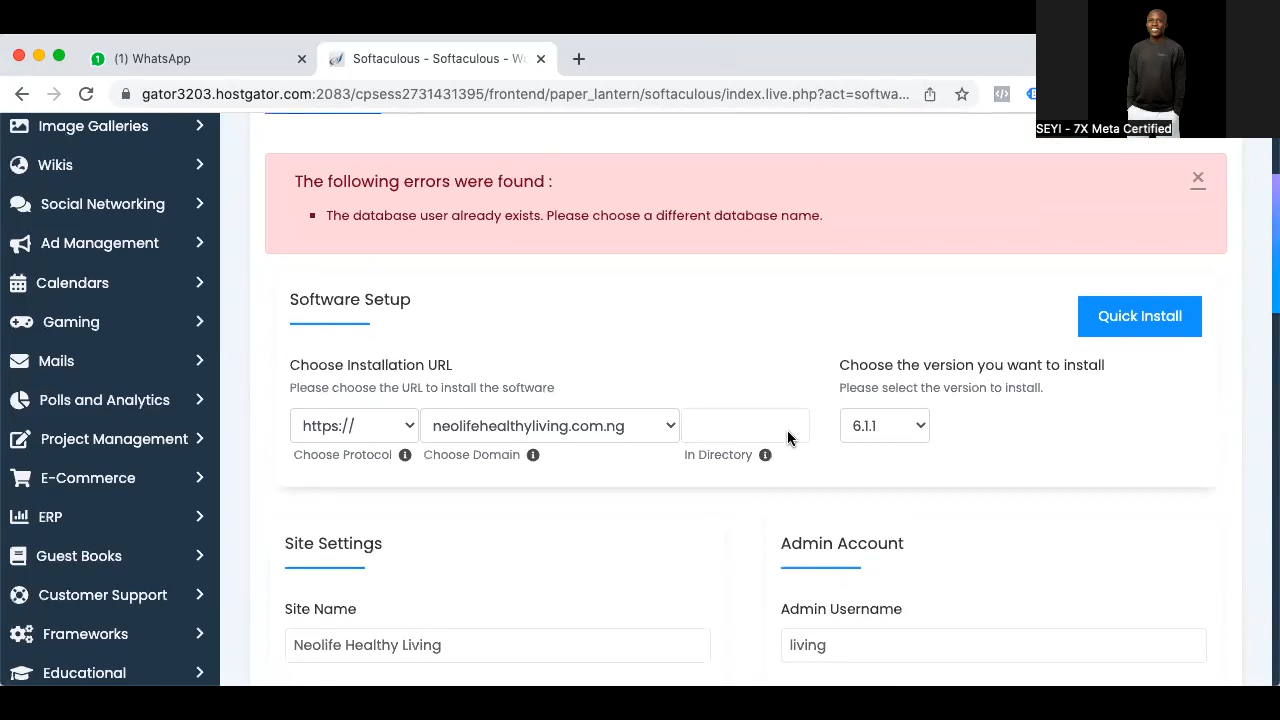 (1) WhatsApp
Softaculous - Softaculous - Wo
gator3203.hostgator.com:2083/cpsess2731431395/frontend/paper_lantern/softaculous/index.live.php?act=softwa...
SEYI - 7X Meta Certified
Image Galleries
Wikis
Social Networking
Ad Management
Calendars
Gaming
Mails
Polls and Analytics
Project Management
E-Commerce
ERP
Guest Books
Customer Support
Frameworks
Educational
The following errors were found :
The database user already exists. Please choose a different database name.
Software Setup
Quick Install
Choose Installation URL
Please choose the URL to install the software
https://
neolifehealthyliving.com.ng
Choose Protocol
Choose Domain
In Directory
Choose the version you want to install
Please select the version to install.
6.1.1
Site Settings
Site Name
Neolife Healthy Living
Admin Account
Admin Username
living